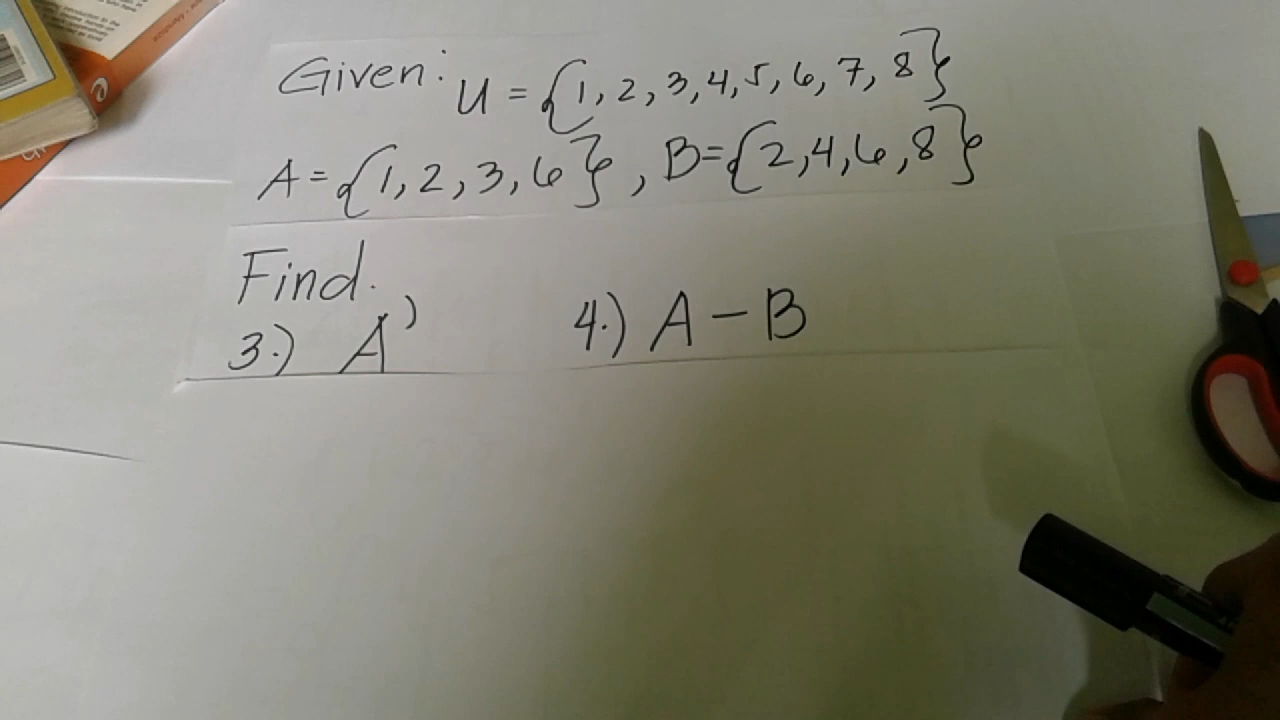 Given: U = {1, 2, 3, 4, 5, 6, 7, 8}
A = {1, 2, 3, 6}, B = {2, 4, 6, 8}
Find.
3.) A' 4.) A - B